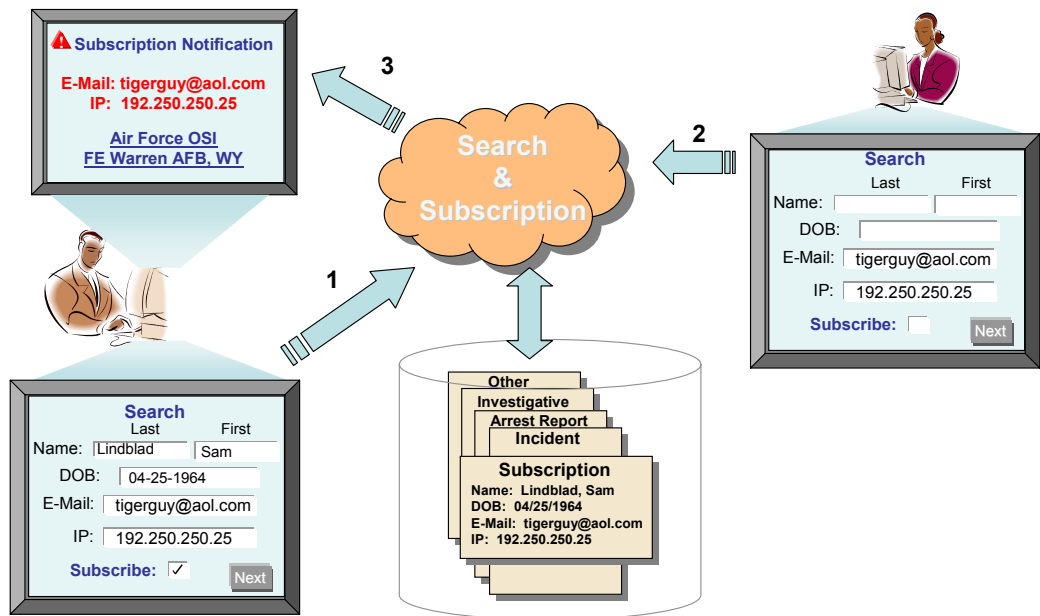 Subscription Notification
E-Mail: tigerguy@aol.com
IP: 192.250.250.25
Air Force OSI
FE Warren AFB, WY
3
Search
&
Subscription
2
Search
Last First
Name:
DOB:
E-Mail: tigerguy@aol.com
IP: 192.250.250.25
Subscribe:
Next
1
Search
Last First
Name: Lindblad Sam
DOB: 04-25-1964
E-Mail: tigerguy@aol.com
IP: 192.250.250.25
Subscribe: ✓
Next
Other
Investigative
Arrest Report
Incident
Subscription
Name: Lindblad, Sam
DOB: 04/25/1964
E-Mail: tigerguy@aol.com
IP: 192.250.250.25